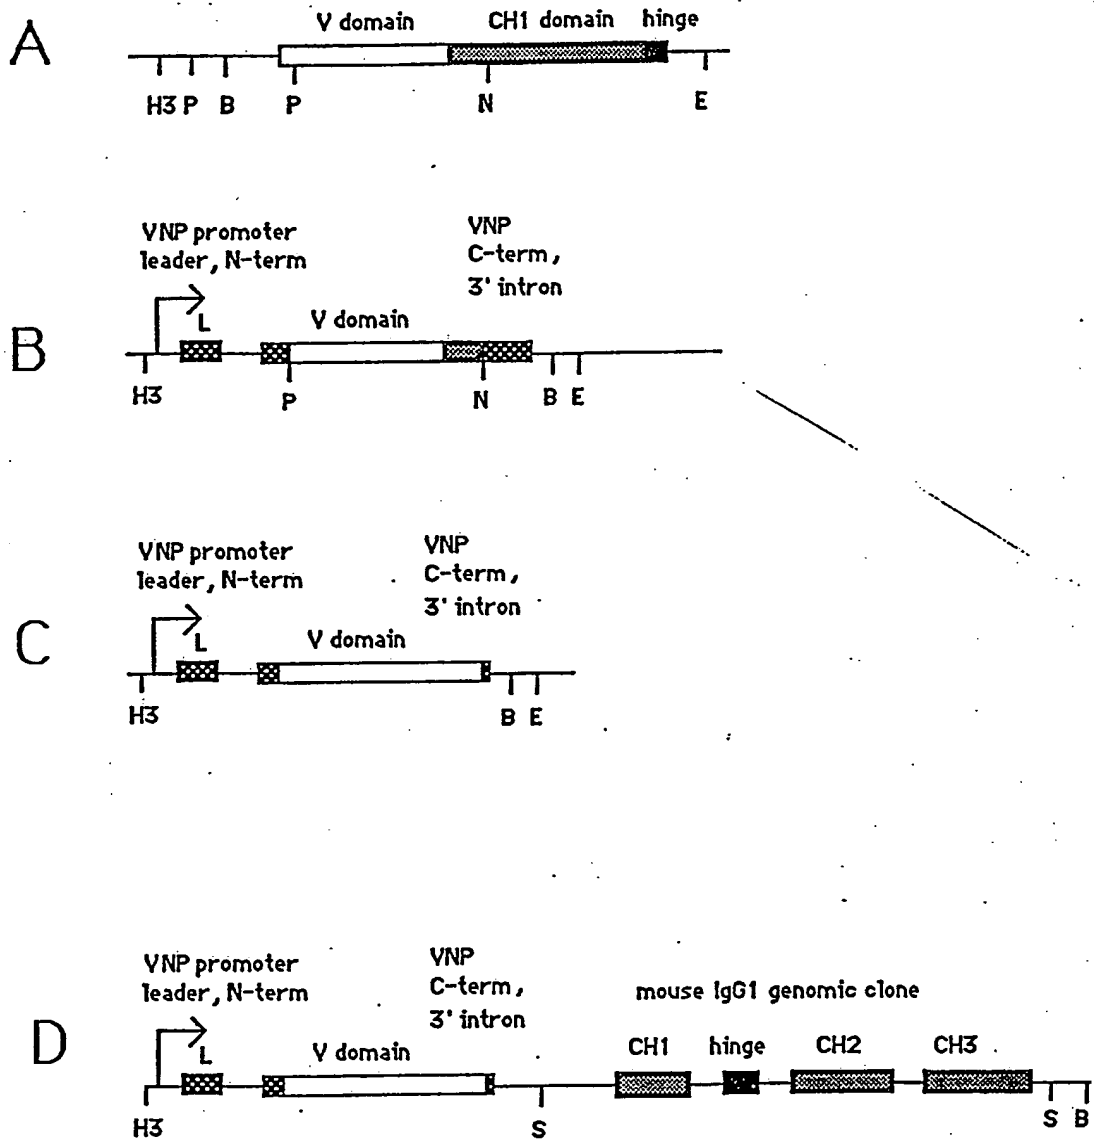 A
V domain CH1 domain hinge
H3 P B P N E
B
VNP promoter
leader, N-term
VNP
C-term,
3' intron
L
V domain
H3 P N B E
C
VNP promoter
leader, N-term
VNP
C-term,
3' intron
L
V domain
H3 B E
D
VNP promoter
leader, N-term
VNP
C-term,
3' intron
mouse IgG1 genomic clone
L
V domain
CH1 hinge CH2 CH3
H3 S S B